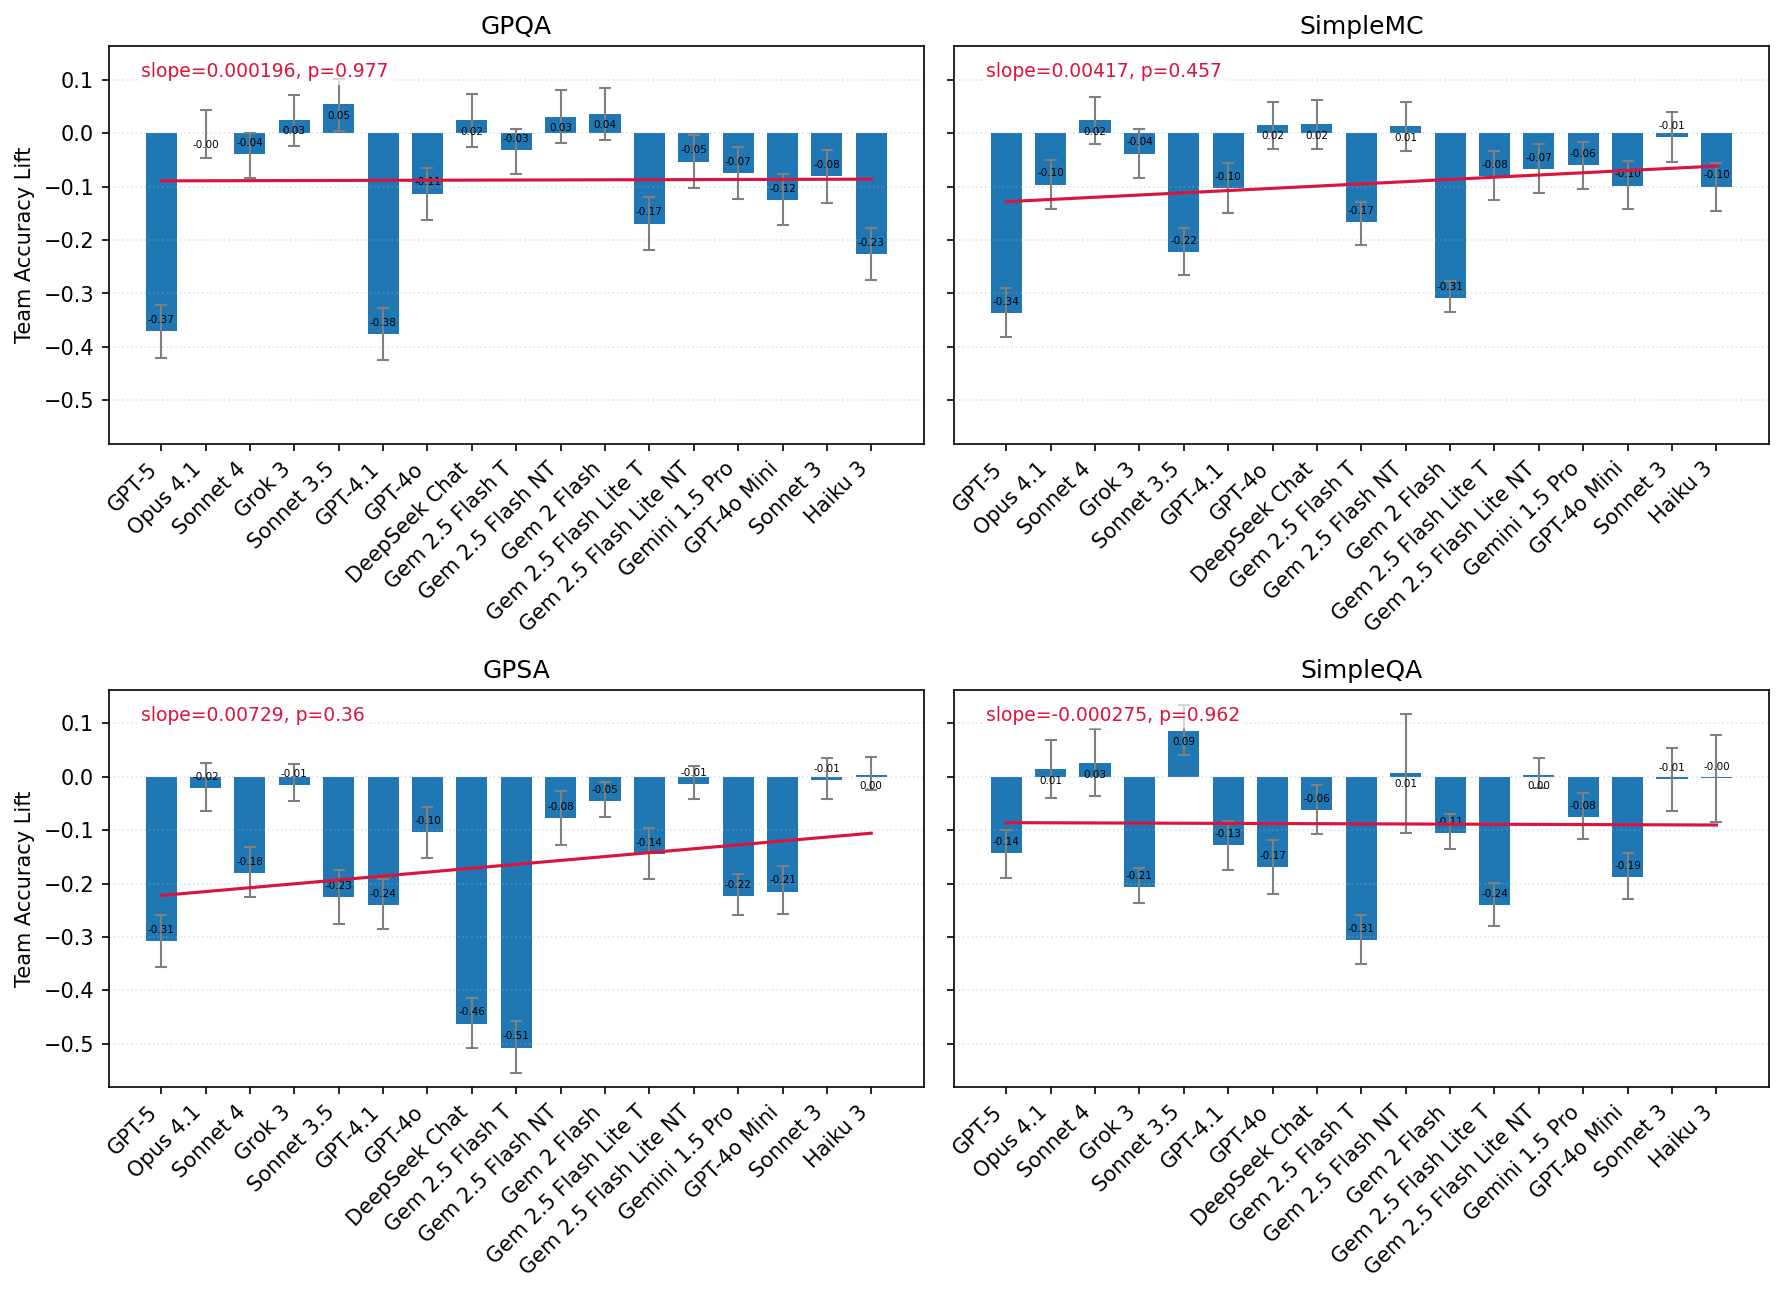 GPQA
slope=0.000196, p=0.977
Team Accuracy Lift
0.1
0.0
−0.1
−0.2
−0.3
−0.4
−0.5
-0.37
-0.00
-0.04
0.03
0.05
-0.38
-0.11
0.02
-0.03
0.03
0.04
-0.17
-0.05
-0.07
-0.12
-0.08
-0.23
GPT-5
Opus 4.1
Sonnet 4
Grok 3
Sonnet 3.5
GPT-4.1
GPT-4o
DeepSeek Chat
Gem 2.5 Flash T
Gem 2.5 Flash NT
Gem 2 Flash
Gem 2.5 Flash Lite T
Gem 2.5 Flash Lite NT
Gemini 1.5 Pro
GPT-4o Mini
Sonnet 3
Haiku 3
SimpleMC
slope=0.00417, p=0.457
-0.34
-0.10
0.02
-0.04
-0.22
-0.10
0.02
0.02
-0.17
0.01
-0.31
-0.08
-0.07
-0.06
-0.10
-0.01
-0.10
GPT-5
Opus 4.1
Sonnet 4
Grok 3
Sonnet 3.5
GPT-4.1
GPT-4o
DeepSeek Chat
Gem 2.5 Flash T
Gem 2.5 Flash NT
Gem 2 Flash
Gem 2.5 Flash Lite T
Gem 2.5 Flash Lite NT
Gemini 1.5 Pro
GPT-4o Mini
Sonnet 3
Haiku 3
GPSA
slope=0.00729, p=0.36
Team Accuracy Lift
0.1
0.0
−0.1
−0.2
−0.3
−0.4
−0.5
-0.31
-0.02
-0.18
-0.01
-0.23
-0.24
-0.10
-0.46
-0.51
-0.08
-0.05
-0.14
-0.01
-0.22
-0.21
-0.01
0.00
GPT-5
Opus 4.1
Sonnet 4
Grok 3
Sonnet 3.5
GPT-4.1
GPT-4o
DeepSeek Chat
Gem 2.5 Flash T
Gem 2.5 Flash NT
Gem 2 Flash
Gem 2.5 Flash Lite T
Gem 2.5 Flash Lite NT
Gemini 1.5 Pro
GPT-4o Mini
Sonnet 3
Haiku 3
SimpleQA
slope=-0.000275, p=0.962
-0.14
0.01
0.03
-0.21
0.09
-0.13
-0.17
-0.06
-0.31
0.01
-0.11
-0.24
0.00
-0.08
-0.19
-0.01
-0.00
GPT-5
Opus 4.1
Sonnet 4
Grok 3
Sonnet 3.5
GPT-4.1
GPT-4o
DeepSeek Chat
Gem 2.5 Flash T
Gem 2.5 Flash NT
Gem 2 Flash
Gem 2.5 Flash Lite T
Gem 2.5 Flash Lite NT
Gemini 1.5 Pro
GPT-4o Mini
Sonnet 3
Haiku 3